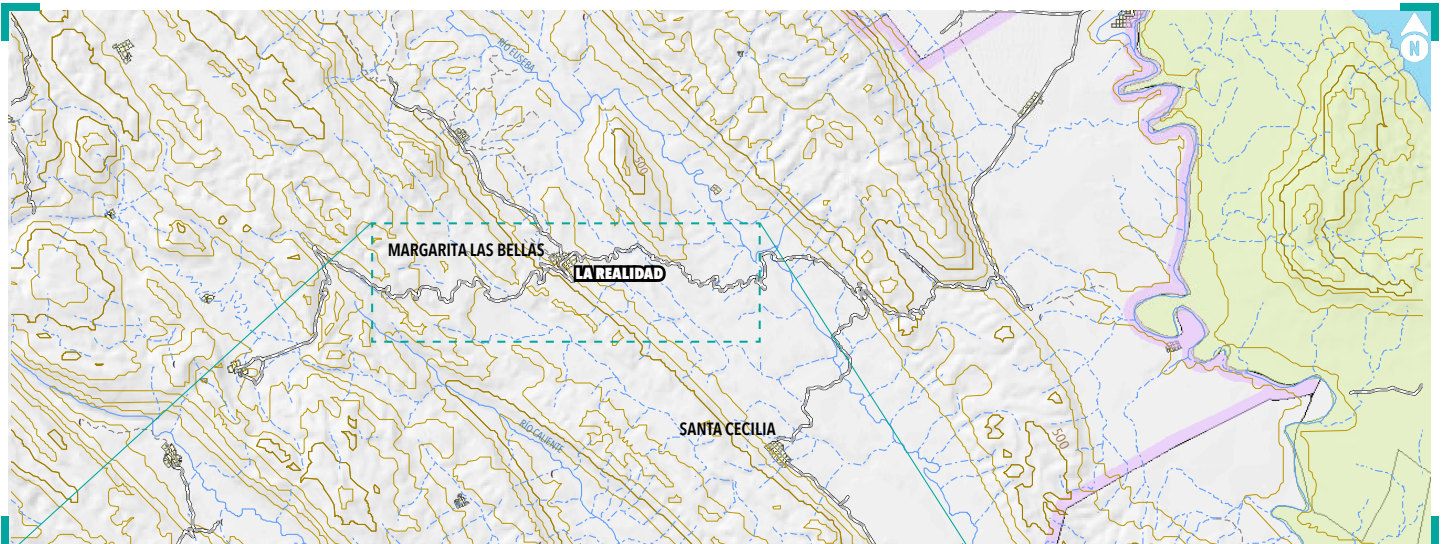 N
RÍO EUSEBA
500
MARGARITA LAS BELLAS
LA REALIDAD
SANTA CECILIA
RÍO CALIENTE
500